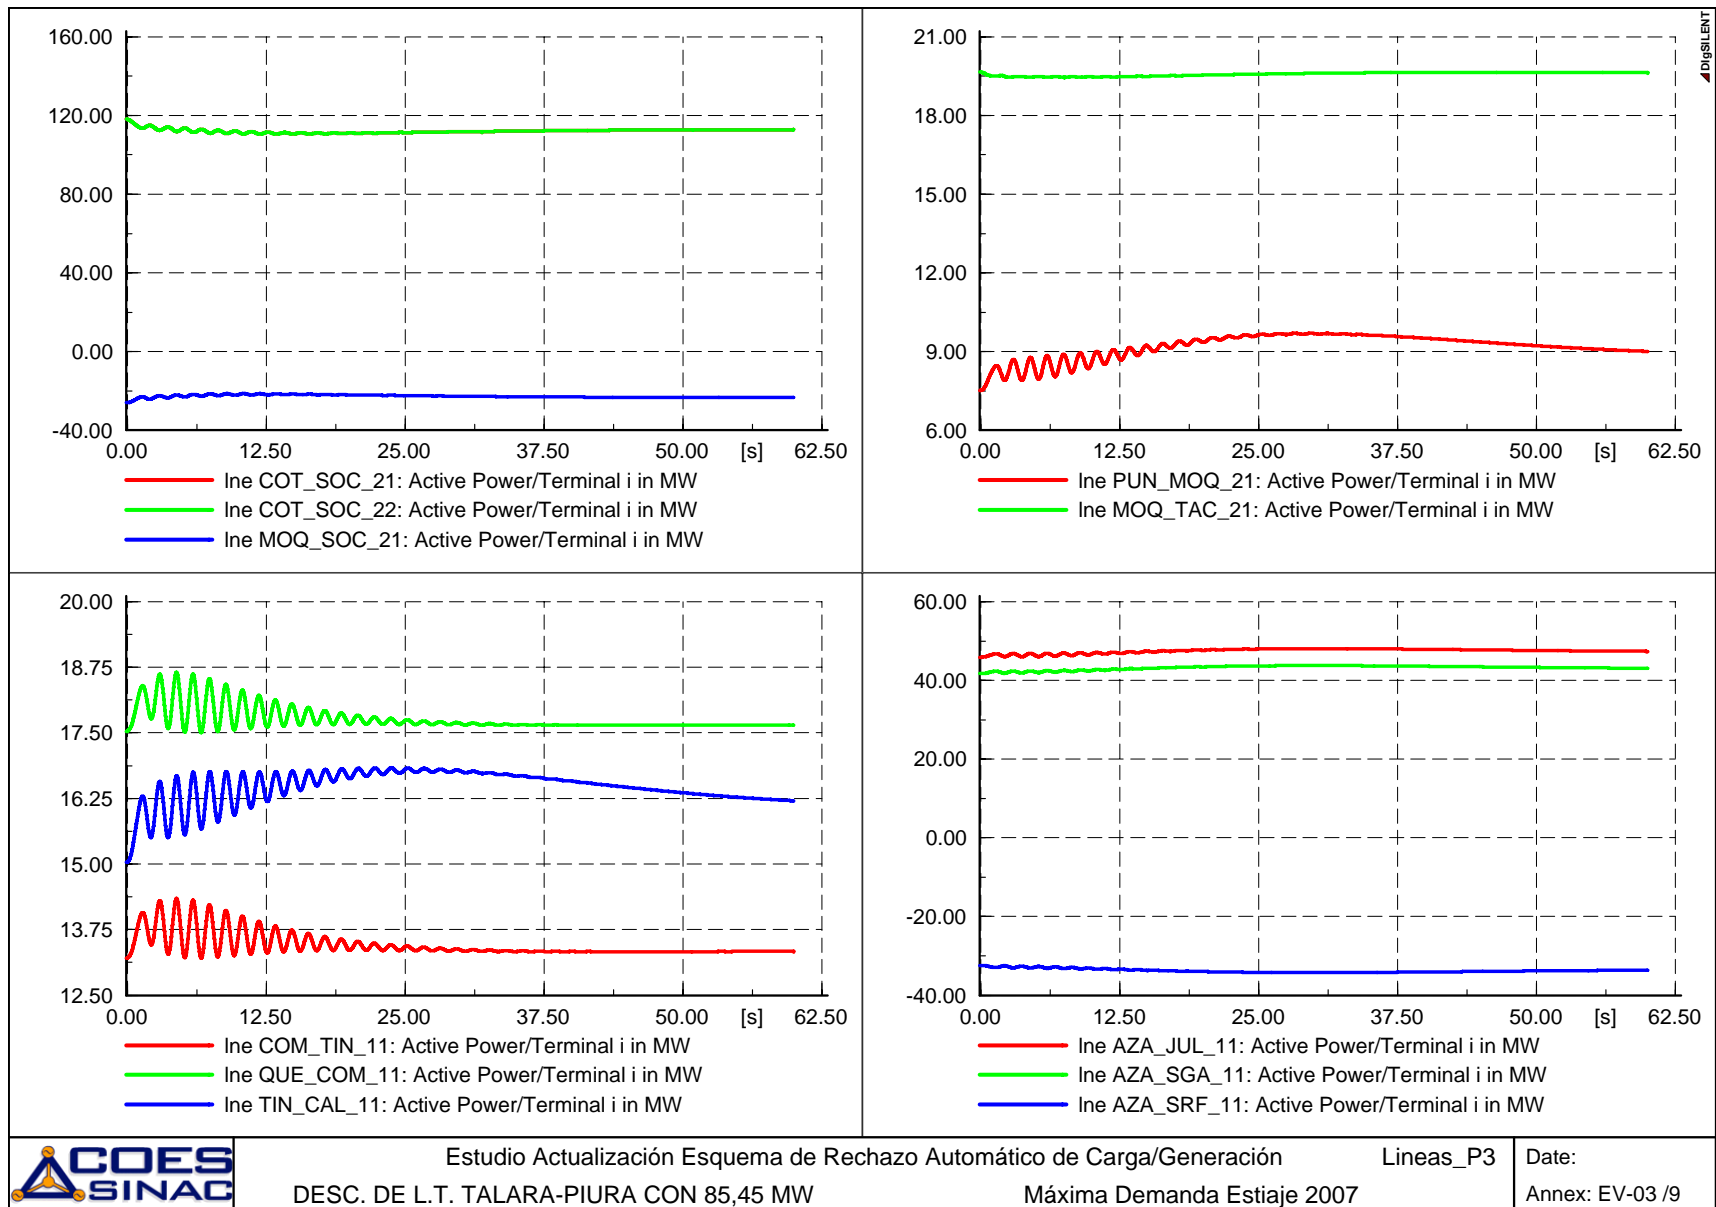 DIgSILENT
160.00
120.00
80.00
40.00
0.00
-40.00
0.00 12.50 25.00 37.50 50.00 [s] 62.50
lne COT_SOC_21: Active Power/Terminal i in MW
lne COT_SOC_22: Active Power/Terminal i in MW
lne MOQ_SOC_21: Active Power/Terminal i in MW
21.00
18.00
15.00
12.00
9.00
6.00
0.00 12.50 25.00 37.50 50.00 [s] 62.50
lne PUN_MOQ_21: Active Power/Terminal i in MW
lne MOQ_TAC_21: Active Power/Terminal i in MW
20.00
18.75
17.50
16.25
15.00
13.75
12.50
0.00 12.50 25.00 37.50 50.00 [s] 62.50
lne COM_TIN_11: Active Power/Terminal i in MW
lne QUE_COM_11: Active Power/Terminal i in MW
lne TIN_CAL_11: Active Power/Terminal i in MW
60.00
40.00
20.00
0.00
-20.00
-40.00
0.00 12.50 25.00 37.50 50.00 [s] 62.50
lne AZA_JUL_11: Active Power/Terminal i in MW
lne AZA_SGA_11: Active Power/Terminal i in MW
lne AZA_SRF_11: Active Power/Terminal i in MW
COES
SINAC
Estudio Actualización Esquema de Rechazo Automático de Carga/Generación Lineas_P3
DESC. DE L.T. TALARA-PIURA CON 85,45 MW Máxima Demanda Estiaje 2007
Date:
Annex: EV-03 /9